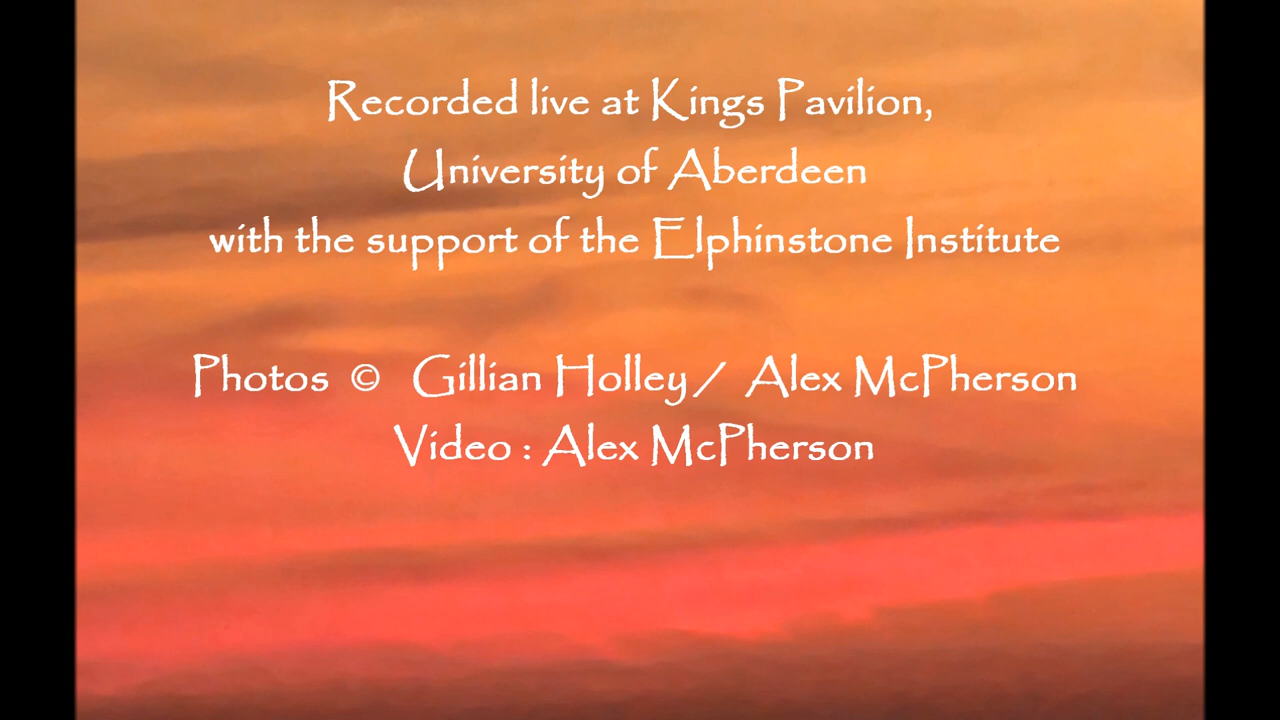 Recorded live at Kings Pavilion,
University of Aberdeen
with the support of the Elphinstone Institute
Photos © Gillian Holley / Alex McPherson
Video : Alex McPherson